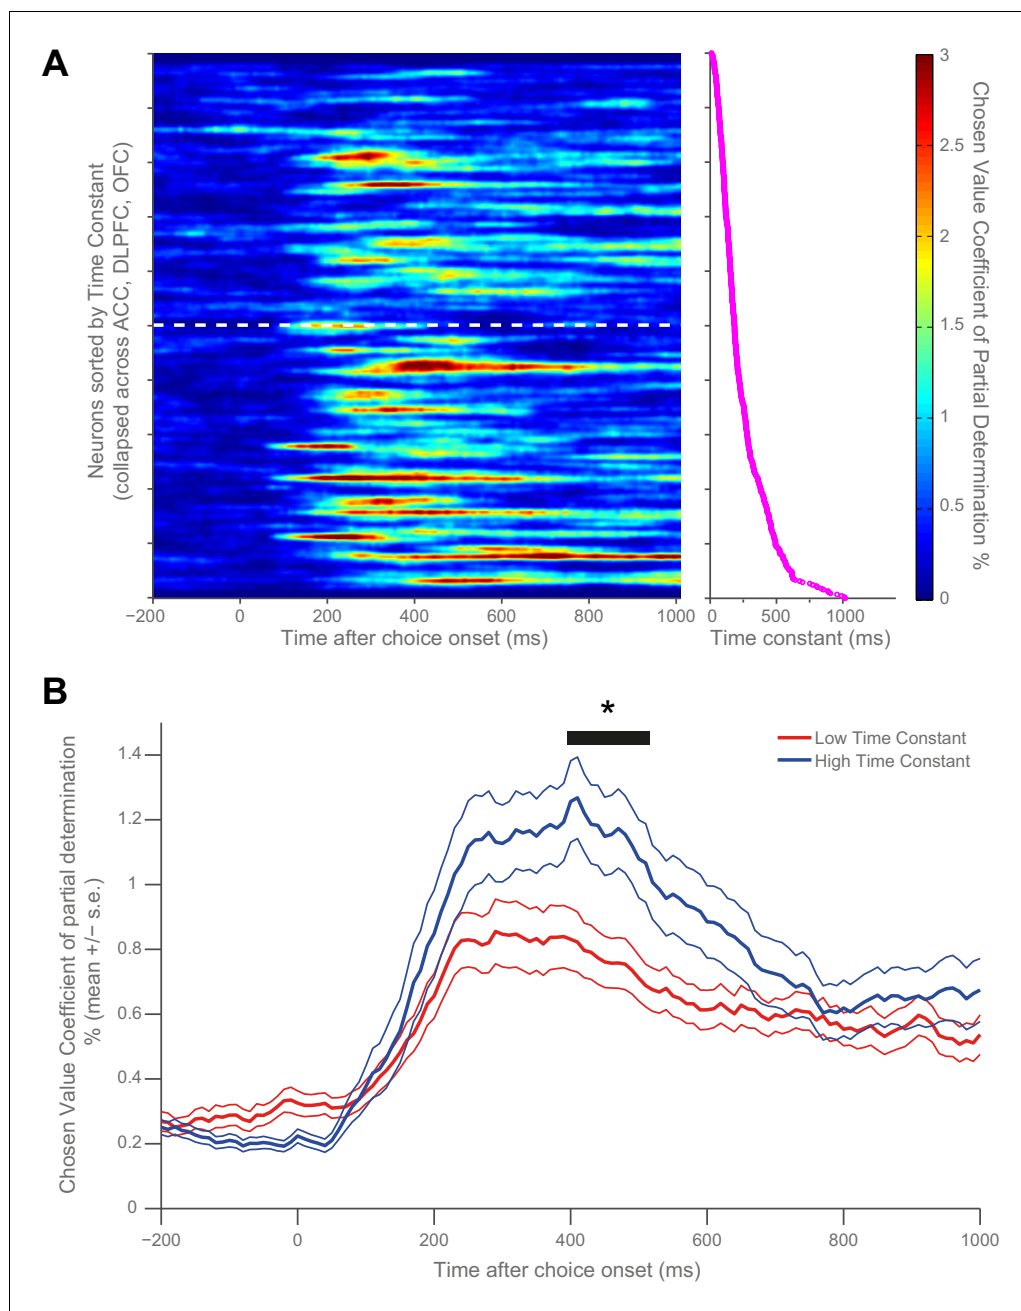 A
Neurons sorted by Time Constant
(collapsed across ACC, DLPFC, OFC)
−200 0 200 400 600 800 1000
Time after choice onset (ms)
0 500 1000
Time constant (ms)
3
2.5
2
1.5
1
0.5
0
Chosen Value Coefficient of Partial Determination %
B
*
Low Time Constant
High Time Constant
Chosen Value Coefficient of partial determination
% (mean +/− s.e.)
1.4
1.2
1
0.8
0.6
0.4
0.2
0
−200 0 200 400 600 800 1000
Time after choice onset (ms)